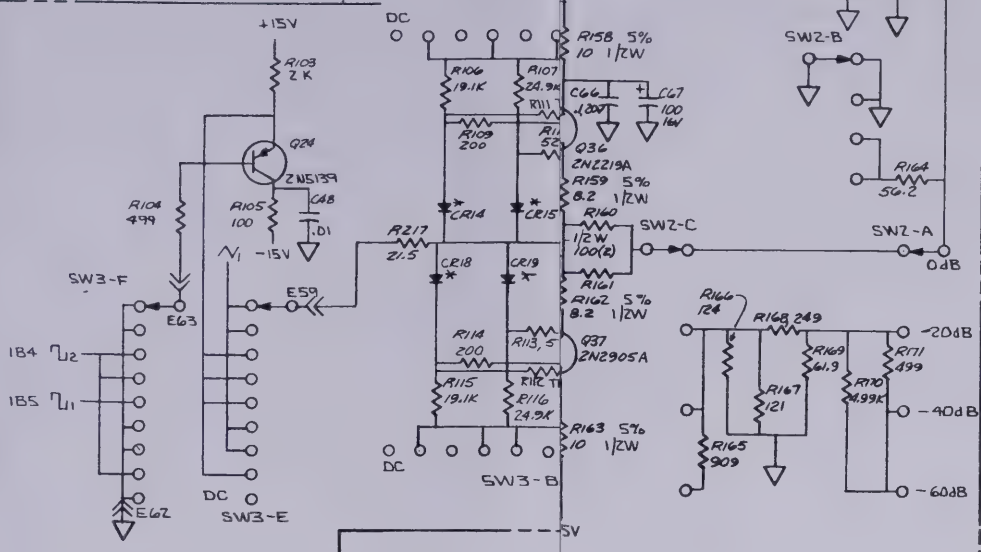 +15V
R103
2K
Q24
2N5139
R104
499
R105
100
C48
.01
-15V
SW3-F
E63
1B4
1B5
E62
DC
SW3-E
E59
R217
21.5
DC
R106
19.1K
R107
24.9K
R111
R109
200
CR14
*
CR15
*
CR18
*
CR19
*
R114
200
R113, 5
R115
19.1K
R116
24.9K
DC
SW3-B
R158 5%
10 1/2W
C66
C67
100
16V
Q36
2N2219A
R159 5%
8.2 1/2W
R160
1/2W
100(2)
R161
R162 5%
8.2 1/2W
Q37
2N2905A
R163 5%
10 1/2W
5V
SW2-C
SW2-B
R164
56.2
SW2-A
0dB
R166
124
R168 249
R169
61.9
R167
121
R165
909
R170
4.99K
R171
499
-20dB
-40dB
-60dB